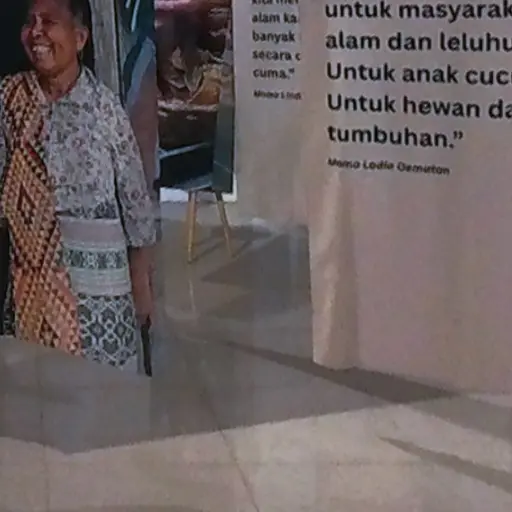 alam ka
banyak
secara c
cuma."
untuk masyarak
alam dan leluhu
Untuk anak cucu
Untuk hewan da
tumbuhan."
Mama Lodia Oematan